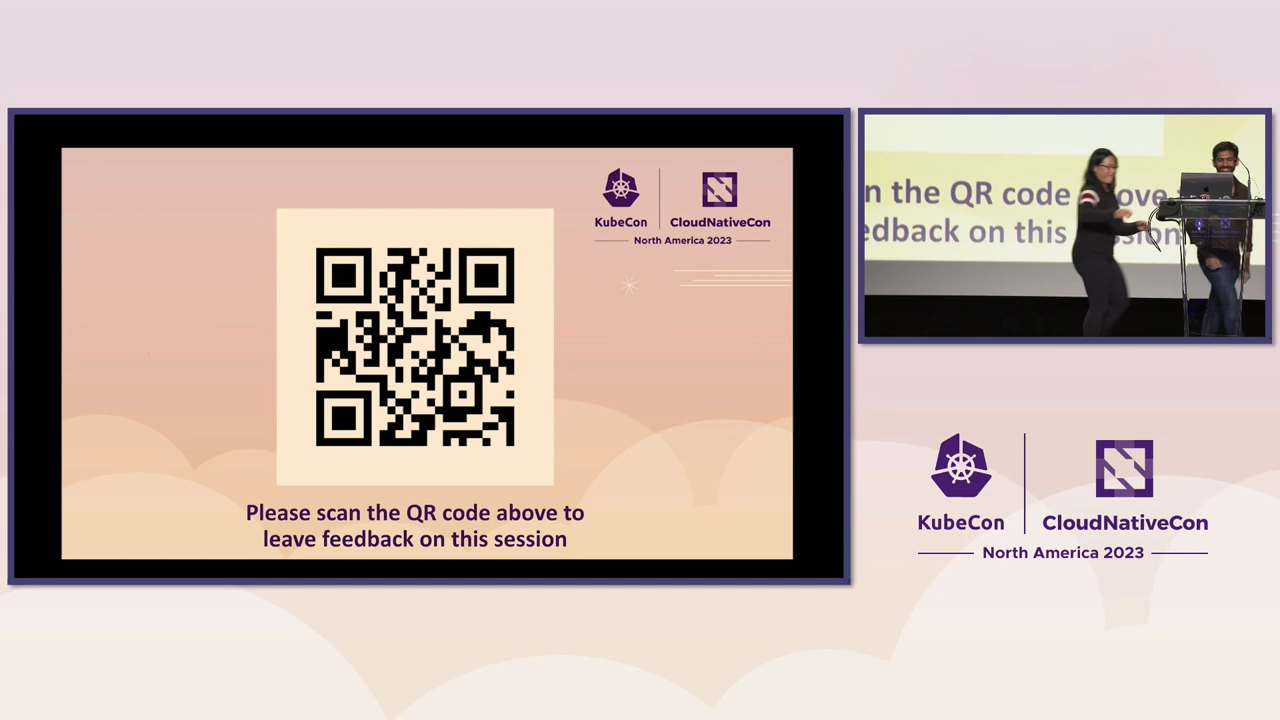 KubeCon
CloudNativeCon
North America 2023
Please scan the QR code above to
leave feedback on this session
n the QR code above
edback on this session
KubeCon
CloudNativeCon
North America 2023